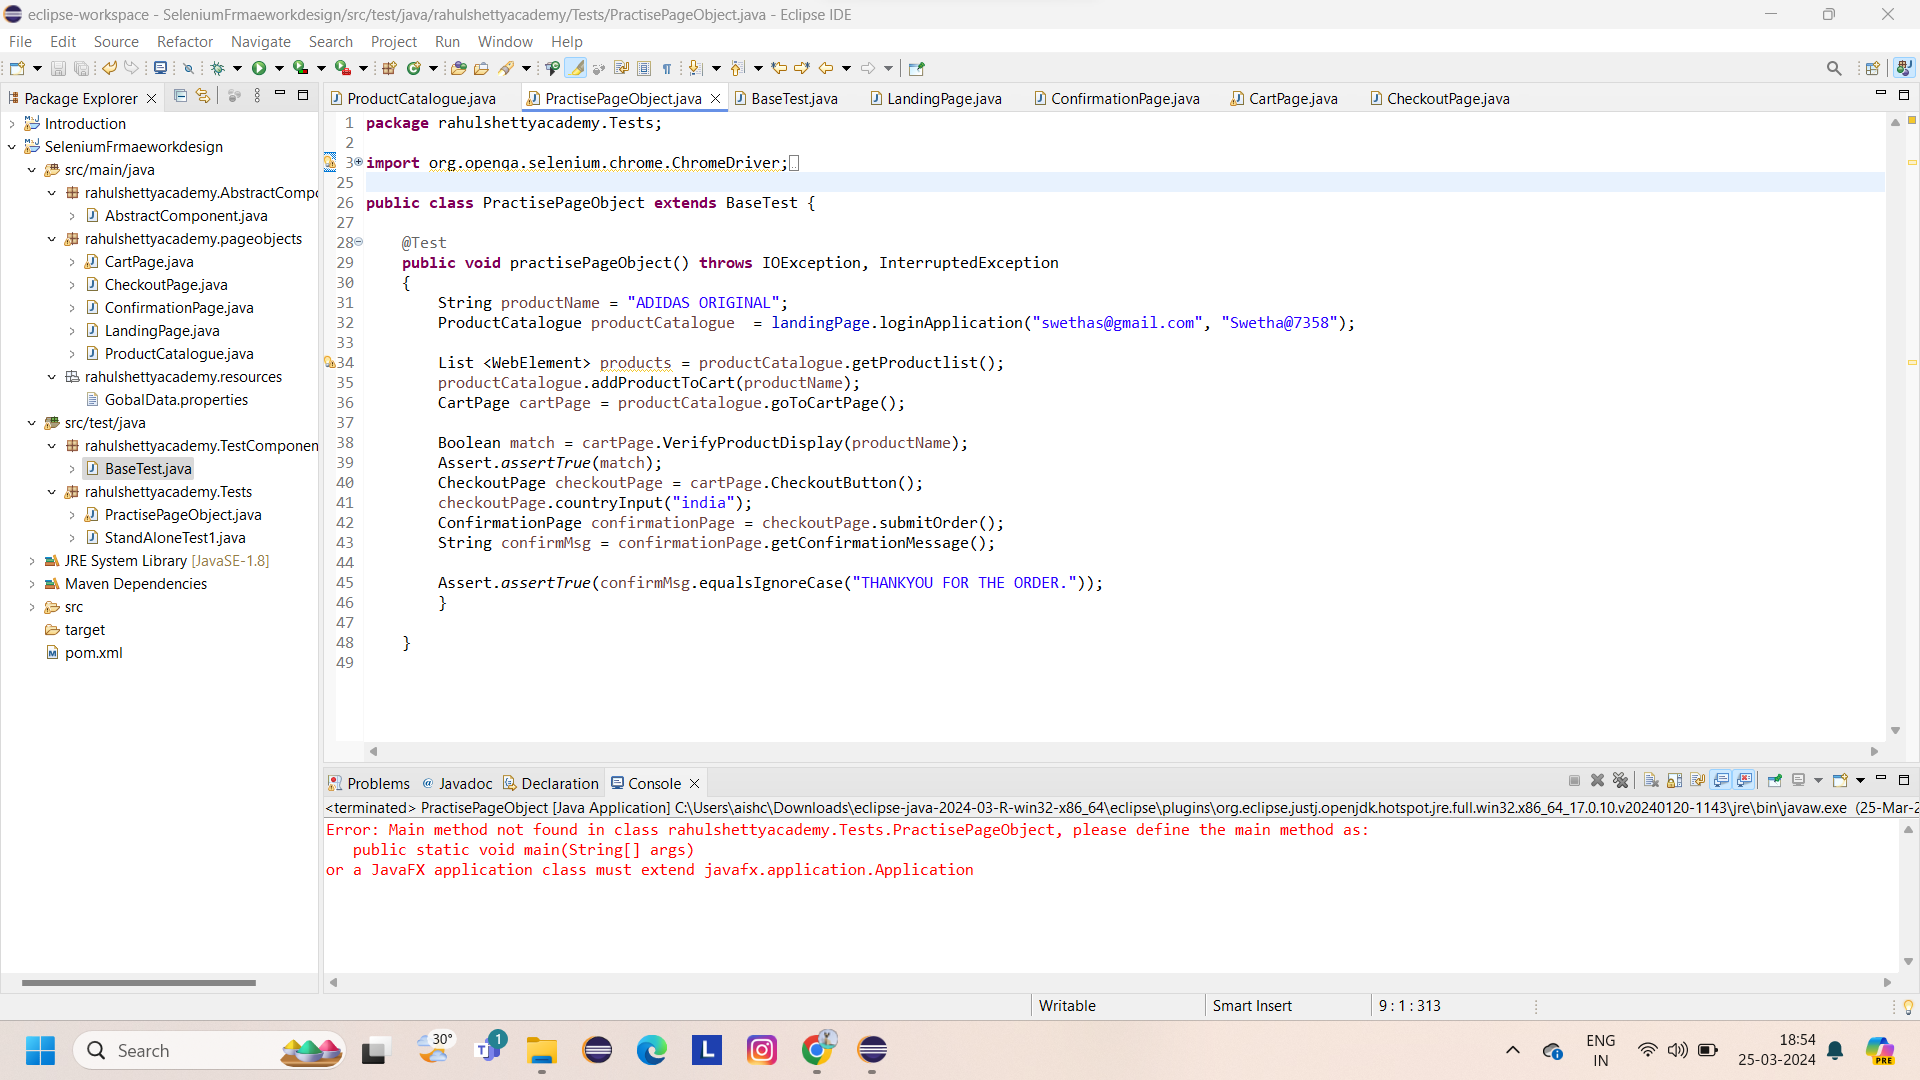 eclipse-workspace - SeleniumFrmaeworkdesign/src/test/java/rahulshettyacademy/Tests/PractisePageObject.java - Eclipse IDE
File Edit Source Refactor Navigate Search Project Run Window Help
Package Explorer
ProductCatalogue.java PractisePageObject.java BaseTest.java LandingPage.java ConfirmationPage.java CartPage.java CheckoutPage.java
Introduction
SeleniumFrmaeworkdesign
src/main/java
rahulshettyacademy.AbstractCompo
AbstractComponent.java
rahulshettyacademy.pageobjects
CartPage.java
CheckoutPage.java
ConfirmationPage.java
LandingPage.java
ProductCatalogue.java
rahulshettyacademy.resources
GobalData.properties
src/test/java
rahulshettyacademy.TestComponen
BaseTest.java
rahulshettyacademy.Tests
PractisePageObject.java
StandAloneTest1.java
JRE System Library [JavaSE-1.8]
Maven Dependencies
src
target
pom.xml
1 package rahulshettyacademy.Tests;
2
3 import org.openqa.selenium.chrome.ChromeDriver;
25
26 public class PractisePageObject extends BaseTest {
27
28 @Test
29 public void practisePageObject() throws IOException, InterruptedException
30 {
31 String productName = "ADIDAS ORIGINAL";
32 ProductCatalogue productCatalogue = landingPage.loginApplication("swethas@gmail.com", "Swetha@7358");
33
34 List <WebElement> products = productCatalogue.getProductlist();
35 productCatalogue.addProductToCart(productName);
36 CartPage cartPage = productCatalogue.goToCartPage();
37
38 Boolean match = cartPage.VerifyProductDisplay(productName);
39 Assert.assertTrue(match);
40 CheckoutPage checkoutPage = cartPage.CheckoutButton();
41 checkoutPage.countryInput("india");
42 ConfirmationPage confirmationPage = checkoutPage.submitOrder();
43 String confirmMsg = confirmationPage.getConfirmationMessage();
44
45 Assert.assertTrue(confirmMsg.equalsIgnoreCase("THANKYOU FOR THE ORDER."));
46 }
47
48 }
49
Problems Javadoc Declaration Console
<terminated> PractisePageObject [Java Application] C:\Users\aishc\Downloads\eclipse-java-2024-03-R-win32-x86_64\eclipse\plugins\org.eclipse.justj.openjdk.hotspot.jre.full.win32.x86_64_17.0.10.v20240120-1143\jre\bin\javaw.exe (25-Mar-2
Error: Main method not found in class rahulshettyacademy.Tests.PractisePageObject, please define the main method as:
public static void main(String[] args)
or a JavaFX application class must extend javafx.application.Application
Writable Smart Insert 9 : 1 : 313
Search
30°
1
L
ENG
IN
18:54
25-03-2024
PRE